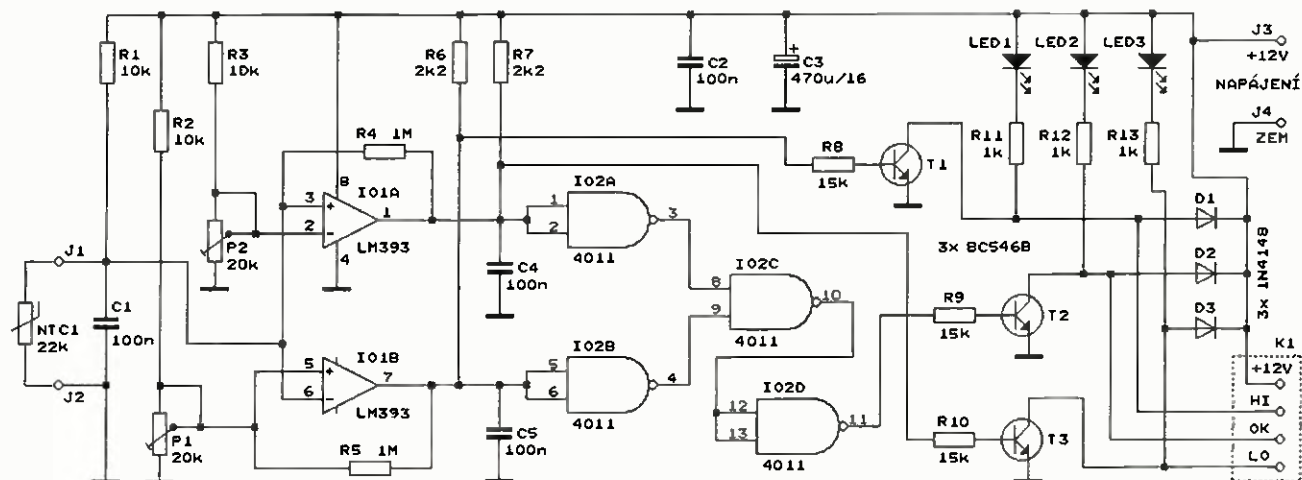 R1
10k
R3
10k
R2
10k
R6
2k2
R7
2k2
C2
100n
+
C3
470u/16
LED1
LED2
LED3
J3
+12V
NAPÁJENÍ
J4
ZEM
R4 1M
R8
15k
T1
R11
1k
R12
1k
R13
1k
8
IO1A
3
+
2
-
1
LM393
4
P2
20k
IO2A
1
2
3
4011
C4
100n
3x BC546B
D1
D2
D3
3x 1N4148
J1
NTC1
22k
J2
C1
100n
IO2C
8
9
10
4011
R9
15k
T2
IO1B
5
+
6
-
7
LM393
IO2B
5
6
4
4011
P1
20k
R5 1M
C5
100n
IO2D
12
13
11
4011
R10
15k
T3
K1
+12V
HI
OK
LO